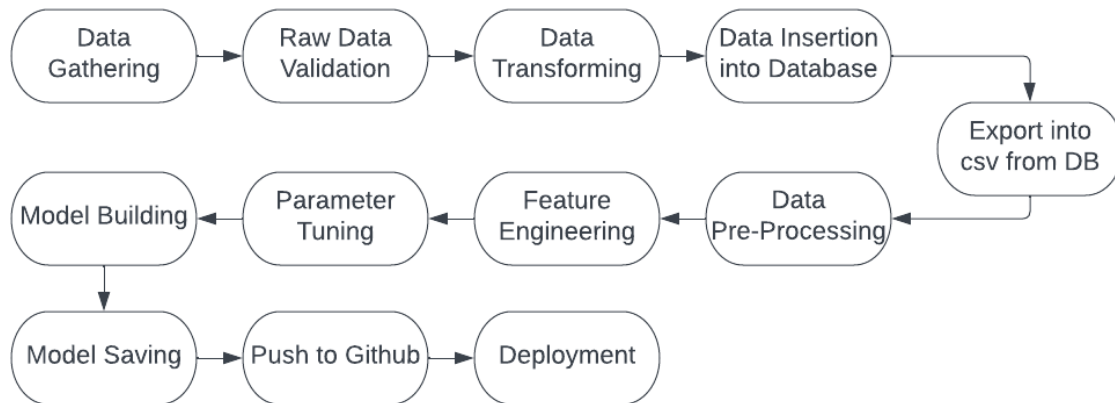 Data
Gathering
Raw Data
Validation
Data
Transforming
Data Insertion
into Database
Export into
csv from DB
Data
Pre-Processing
Feature
Engineering
Parameter
Tuning
Model Building
Model Saving
Push to Github
Deployment